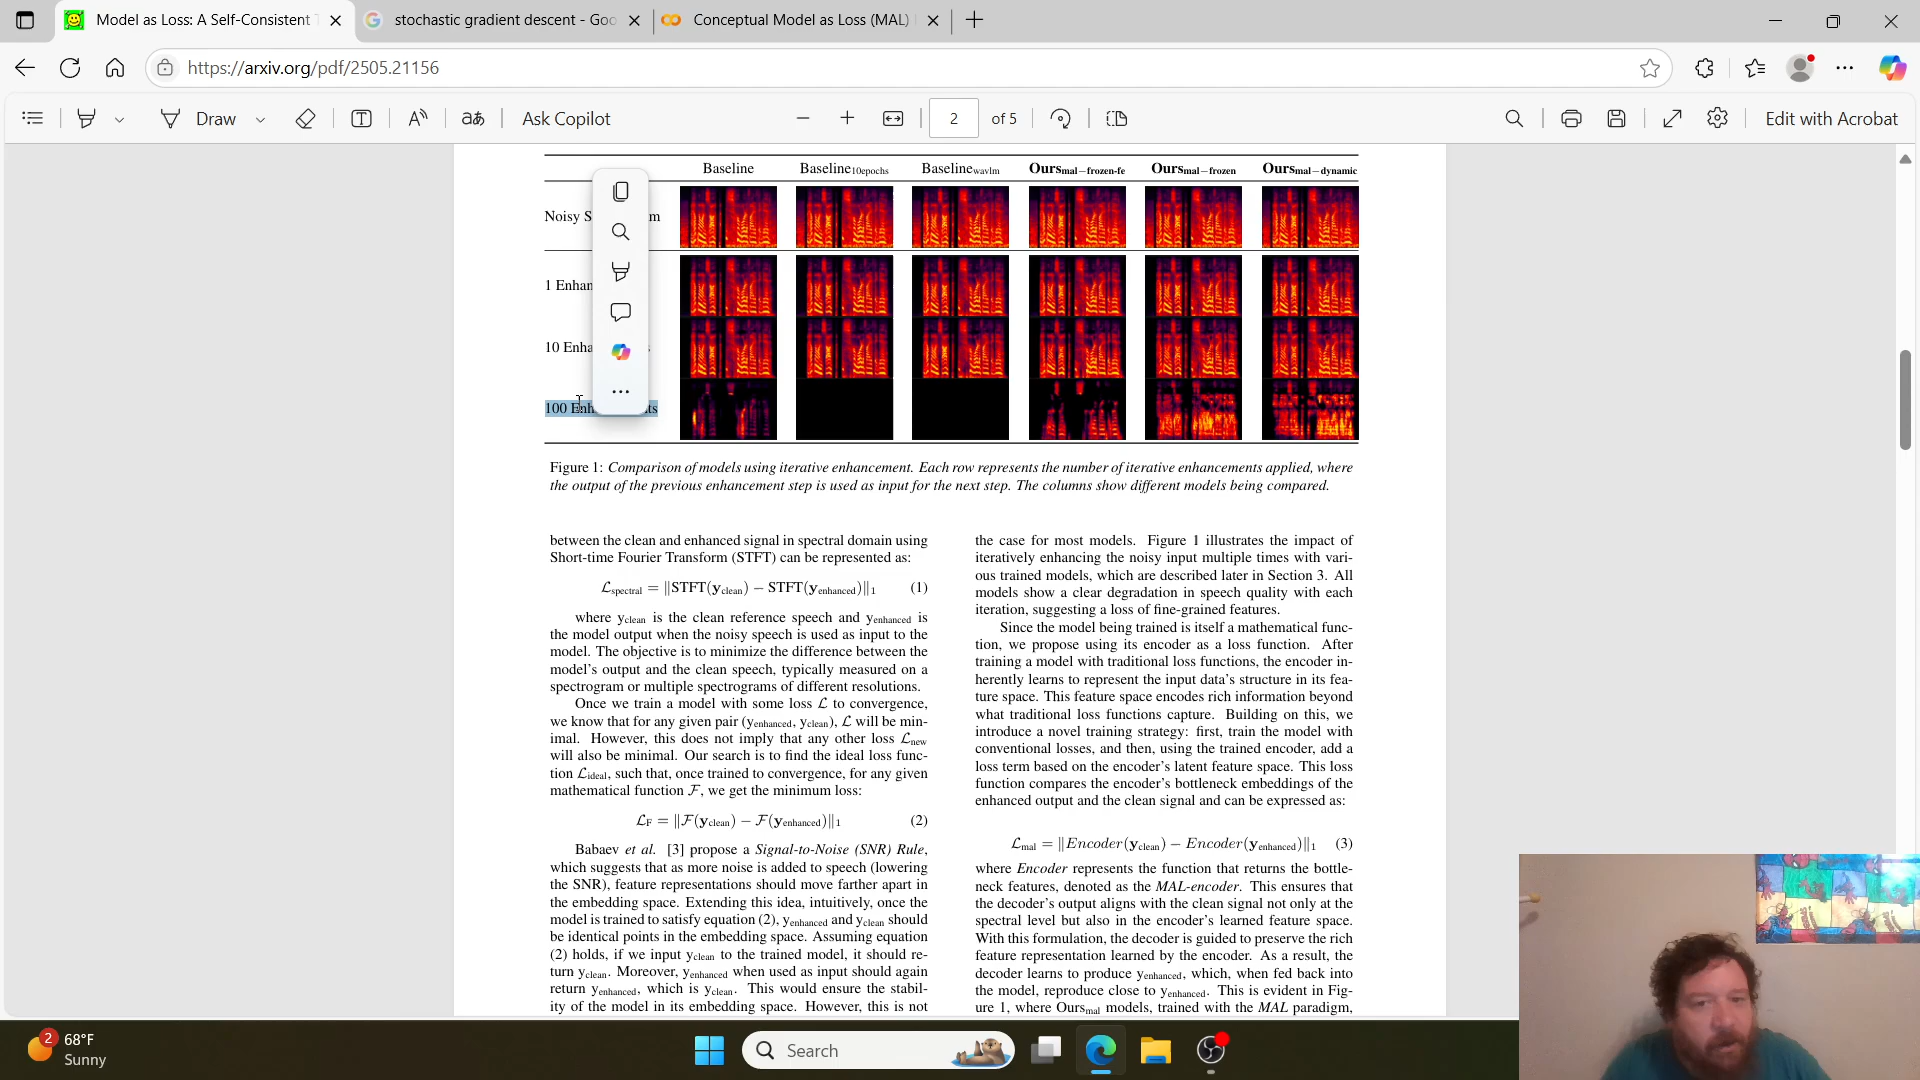 Model as Loss: A Self-Consistent T
stochastic gradient descent - Goo
Conceptual Model as Loss (MAL)
https://arxiv.org/pdf/2505.21156
Draw
aあ
Ask Copilot
2
of 5
Edit with Acrobat
Baseline
Baseline10epochs
Baselinewavlm
Oursmal−frozen-fe
Oursmal−frozen
Oursmal−dynamic
Noisy S m
1 Enhan
10 Enha s
100 Enh ts
Figure 1: Comparison of models using iterative enhancement. Each row represents the number of iterative enhancements applied, where
the output of the previous enhancement step is used as input for the next step. The columns show different models being compared.
between the clean and enhanced signal in spectral domain using
Short-time Fourier Transform (STFT) can be represented as:
ℒspectral = ||STFT(yclean) − STFT(yenhanced)||1 (1)
where yclean is the clean reference speech and yenhanced is
the model output when the noisy speech is used as input to the
model. The objective is to minimize the difference between the
model's output and the clean speech, typically measured on a
spectrogram or multiple spectrograms of different resolutions.
Once we train a model with some loss ℒ to convergence,
we know that for any given pair (yenhanced, yclean), ℒ will be min-
imal. However, this does not imply that any other loss ℒnew
will also be minimal. Our search is to find the ideal loss func-
tion ℒideal, such that, once trained to convergence, for any given
mathematical function ℱ, we get the minimum loss:
ℒF = ||ℱ(yclean) − ℱ(yenhanced)||1 (2)
Babaev et al. [3] propose a Signal-to-Noise (SNR) Rule,
which suggests that as more noise is added to speech (lowering
the SNR), feature representations should move farther apart in
the embedding space. Extending this idea, intuitively, once the
model is trained to satisfy equation (2), yenhanced and yclean should
be identical points in the embedding space. Assuming equation
(2) holds, if we input yclean to the trained model, it should re-
turn yclean. Moreover, yenhanced when used as input should again
return yenhanced, which is yclean. This would ensure the stabil-
ity of the model in its embedding space. However, this is not
the case for most models. Figure 1 illustrates the impact of
iteratively enhancing the noisy input multiple times with vari-
ous trained models, which are described later in Section 3. All
models show a clear degradation in speech quality with each
iteration, suggesting a loss of fine-grained features.
Since the model being trained is itself a mathematical func-
tion, we propose using its encoder as a loss function. After
training a model with traditional loss functions, the encoder in-
herently learns to represent the input data's structure in its fea-
ture space. This feature space encodes rich information beyond
what traditional loss functions capture. Building on this, we
introduce a novel training strategy: first, train the model with
conventional losses, and then, using the trained encoder, add a
loss term based on the encoder's latent feature space. This loss
function compares the encoder's bottleneck embeddings of the
enhanced output and the clean signal and can be expressed as:
ℒmal = ||Encoder(yclean) − Encoder(yenhanced)||1 (3)
where Encoder represents the function that returns the bottle-
neck features, denoted as the MAL-encoder. This ensures that
the decoder's output aligns with the clean signal not only at the
spectral level but also in the encoder's learned feature space.
With this formulation, the decoder is guided to preserve the rich
feature representation learned by the encoder. As a result, the
decoder learns to produce yenhanced, which, when fed back into
the model, reproduce close to yenhanced. This is evident in Fig-
ure 1, where Oursmal models, trained with the MAL paradigm,
2
68°F
Sunny
Search